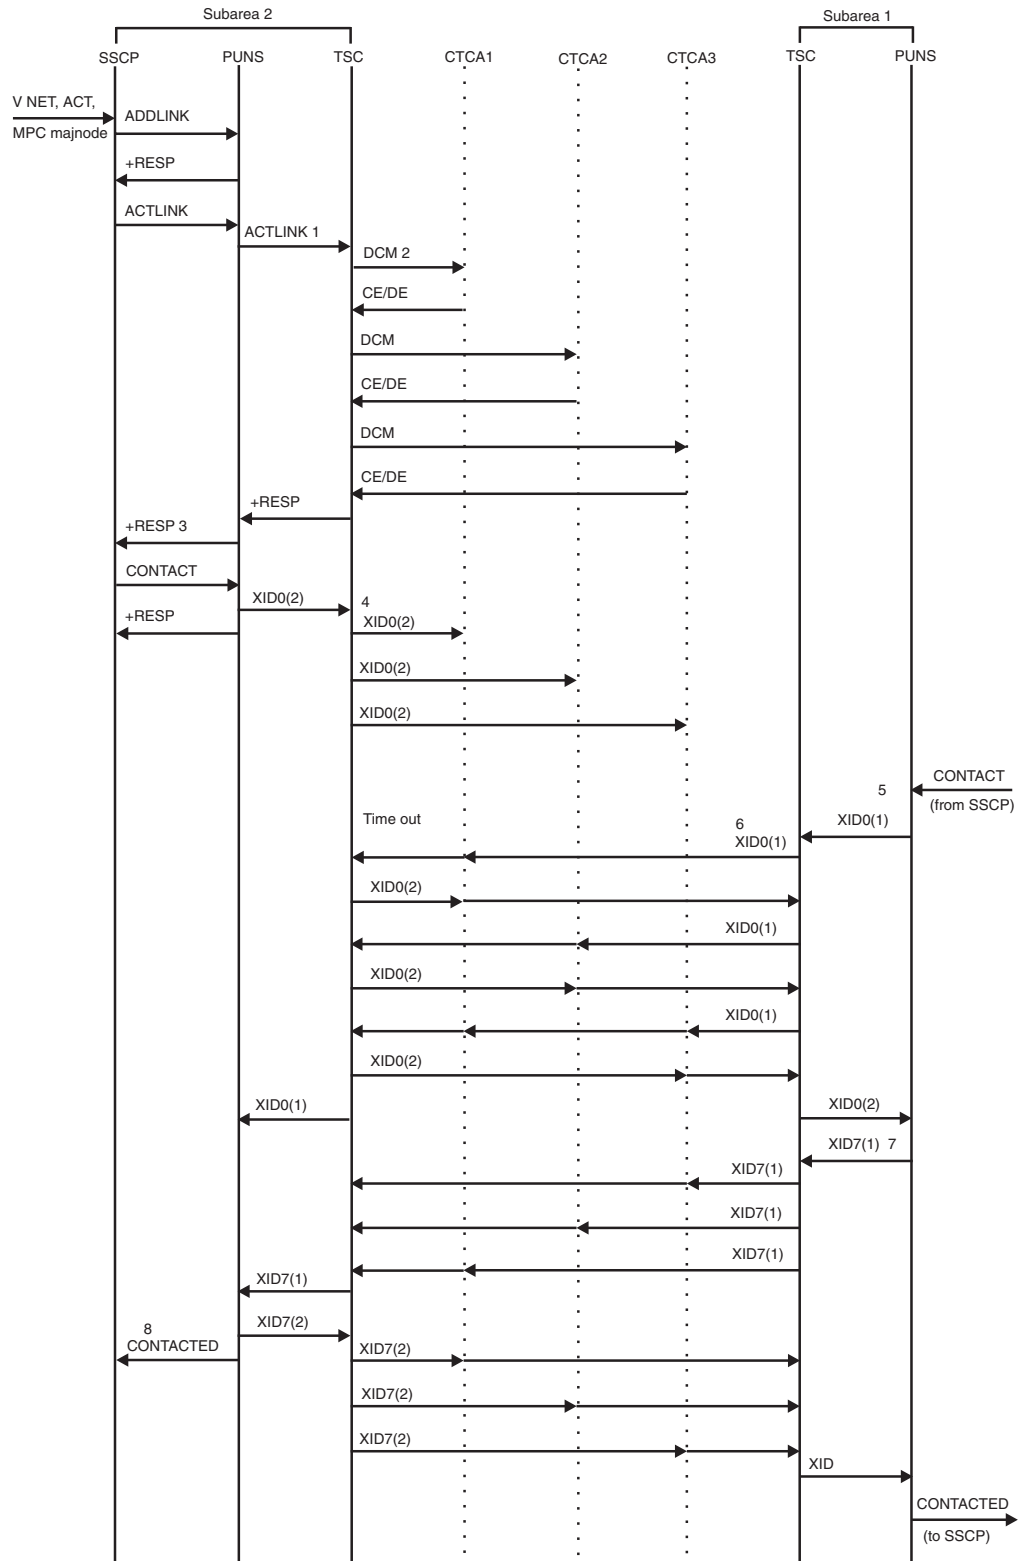 Subarea 2
Subarea 1
SSCP PUNS TSC CTCA1 CTCA2 CTCA3 TSC PUNS
V NET, ACT,
MPC majnode
ADDLINK
+RESP
ACTLINK
ACTLINK 1
DCM 2
CE/DE
DCM
CE/DE
DCM
CE/DE
+RESP
+RESP 3
CONTACT
XID0(2)
4
+RESP
XID0(2)
XID0(2)
XID0(2)
CONTACT
5
(from SSCP)
Time out
XID0(1)
6
XID0(1)
XID0(2)
XID0(1)
XID0(2)
XID0(1)
XID0(2)
XID0(1)
XID0(2)
XID7(1) 7
XID7(1)
XID7(1)
XID7(1)
XID7(1)
XID7(2)
8
CONTACTED
XID7(2)
XID7(2)
XID7(2)
XID
CONTACTED
(to SSCP)